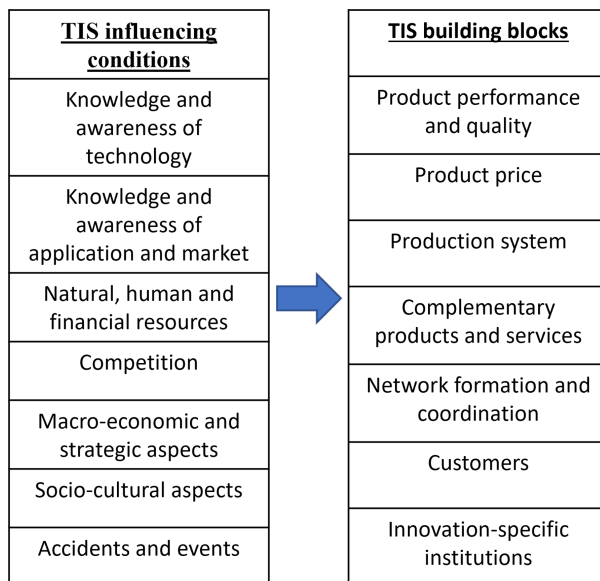 TIS influencing
conditions
Knowledge and
awareness of
technology
Knowledge and
awareness of
application and market
Natural, human and
financial resources
Competition
Macro-economic and
strategic aspects
Socio-cultural aspects
Accidents and events
TIS building blocks
Product performance
and quality
Product price
Production system
Complementary
products and services
Network formation and
coordination
Customers
Innovation-specific
institutions